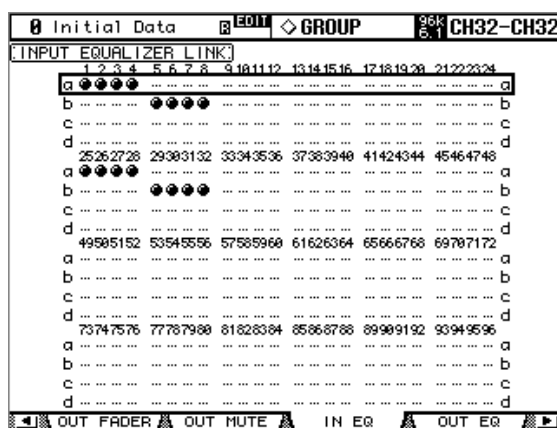 0 Initial Data R EDIT ◇ GROUP 96k 6.1 CH32-CH32
INPUT EQUALIZER LINK
1 2 3 4 5 6 7 8 9 10 11 12 13 14 15 16 17 18 19 20 21 22 23 24
a a
b b
c c
d d
25 26 27 28 29 30 31 32 33 34 35 36 37 38 39 40 41 42 43 44 45 46 47 48
a a
b b
c c
d d
49 50 51 52 53 54 55 56 57 58 59 60 61 62 63 64 65 66 67 68 69 70 71 72
a a
b b
c c
d d
73 74 75 76 77 78 79 80 81 82 83 84 85 86 87 88 89 90 91 92 93 94 95 96
a a
b b
c c
d d
OUT FADER OUT MUTE IN EQ OUT EQ